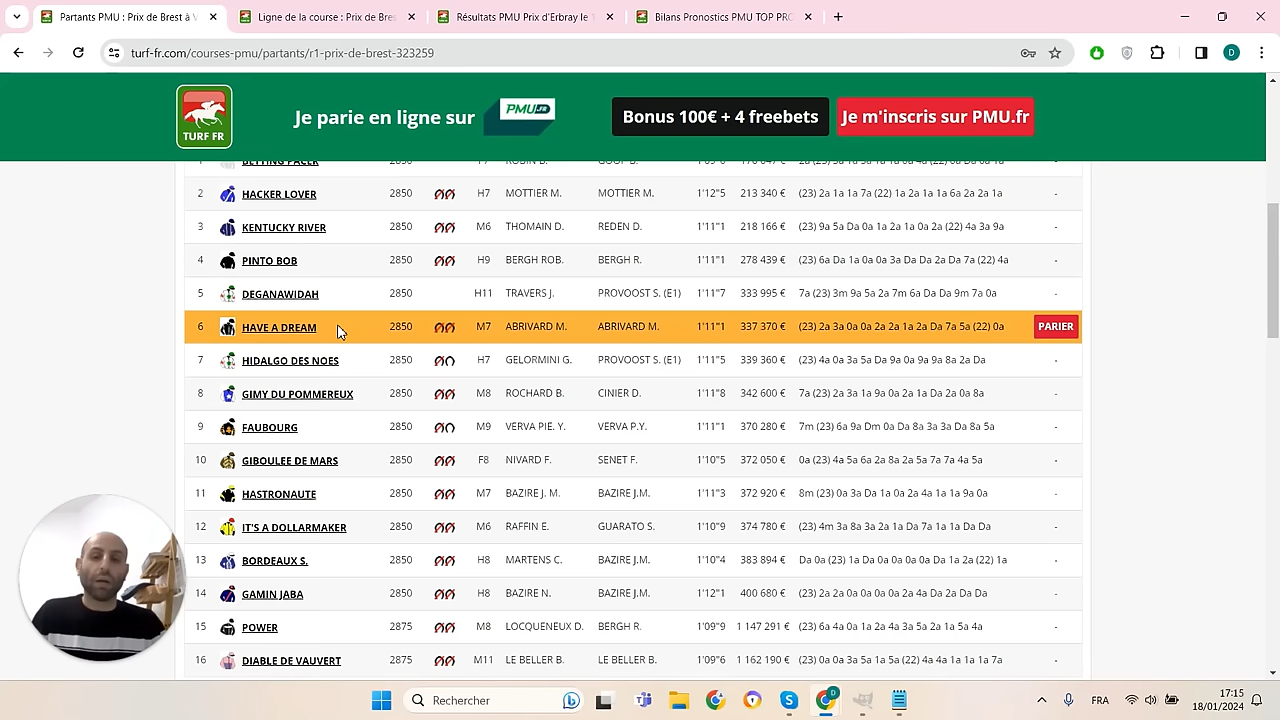 Partants PMU : Prix de Brest à V
Ligne de la course : Prix de Bres
Résultats PMU Prix d'Erbray le
Bilans Pronostics PMU TOP PRO
turf-fr.com/courses-pmu/partants/r1-prix-de-brest-323259
D
TURF FR
Je parie en ligne sur
PMU.fr
Bonus 100€ + 4 freebets
Je m'inscris sur PMU.fr
BETTING PACER 2850
2 HACKER LOVER 2850 H7 MOTTIER M. MOTTIER M. 1'12"5 213 340 € (23) 2a 1a 1a 7a (22) 1a 2a 1a 1a 6a 2a 2a 1a -
3 KENTUCKY RIVER 2850 M6 THOMAIN D. REDEN D. 1'11"1 218 166 € (23) 9a 5a Da 0a 1a 2a 1a 0a 2a (22) 4a 3a 9a -
4 PINTO BOB 2850 H9 BERGH ROB. BERGH R. 1'11"1 278 439 € (23) 6a Da 1a 0a 0a 3a Da Da 2a Da 7a (22) 4a -
5 DEGANAWIDAH 2850 H11 TRAVERS J. PROVOOST S. (E1) 1'11"7 333 995 € 7a (23) 3m 9a 5a 2a 7m 6a Da Da 9m 7a 0a -
6 HAVE A DREAM 2850 M7 ABRIVARD M. ABRIVARD M. 1'11"1 337 370 € (23) 2a 3a 0a 0a 2a 2a 1a 2a Da 7a 5a (22) 0a PARIER
7 HIDALGO DES NOES 2850 H7 GELORMINI G. PROVOOST S. (E1) 1'11"5 339 360 € (23) 4a 0a 3a 5a Da 9a 0a 9a 3a 8a 2a Da -
8 GIMY DU POMMEREUX 2850 M8 ROCHARD B. CINIER D. 1'11"8 342 600 € 7a (23) 2a 3a 1a 9a 0a 2a 1a Da 2a 0a 8a -
9 FAUBOURG 2850 M9 VERVA PIE. Y. VERVA P.Y. 1'11"1 370 280 € 7m (23) 6a 9a Dm 0a Da 8a 3a 3a Da 8a 5a -
10 GIBOULEE DE MARS 2850 F8 NIVARD F. SENET F. 1'10"5 372 050 € 0a (23) 4a 5a 6a 2a 8a 2a 5a 7a 7a 4a 5a -
11 HASTRONAUTE 2850 M7 BAZIRE J. M. BAZIRE J.M. 1'11"3 372 920 € 8m (23) 0a 3a Da 1a 0a 2a 4a 1a 1a 9a 0a -
12 IT'S A DOLLARMAKER 2850 M6 RAFFIN E. GUARATO S. 1'10"9 374 780 € (23) 4m 3a 8a 3a 2a 1a Da 7a 1a 1a Da Da -
13 BORDEAUX S. 2850 H8 MARTENS C. BAZIRE J.M. 1'10"4 383 894 € Da 0a (23) 1a Da 0a 0a 0a 0a Da 1a 2a (22) 1a -
14 GAMIN JABA 2850 H8 BAZIRE N. BAZIRE J.M. 1'12"1 400 680 € (23) 2a 2a 0a 0a 0a 0a 2a 4a Da 2a Da Da -
15 POWER 2875 M8 LOCQUENEUX D. BERGH R. 1'09"9 1 147 291 € (23) 6a 4a 0a 1a 2a 4a 3a 5a 2a 1a 5a 4a -
16 DIABLE DE VAUVERT 2875 M11 LE BELLER B. LE BELLER B. 1'09"6 1 162 190 € (23) 0a 0a 3a 5a 1a 5a (22) 4a 4a 1a 1a 1a 7a -
Rechercher
D
FRA
17:15
18/01/2024